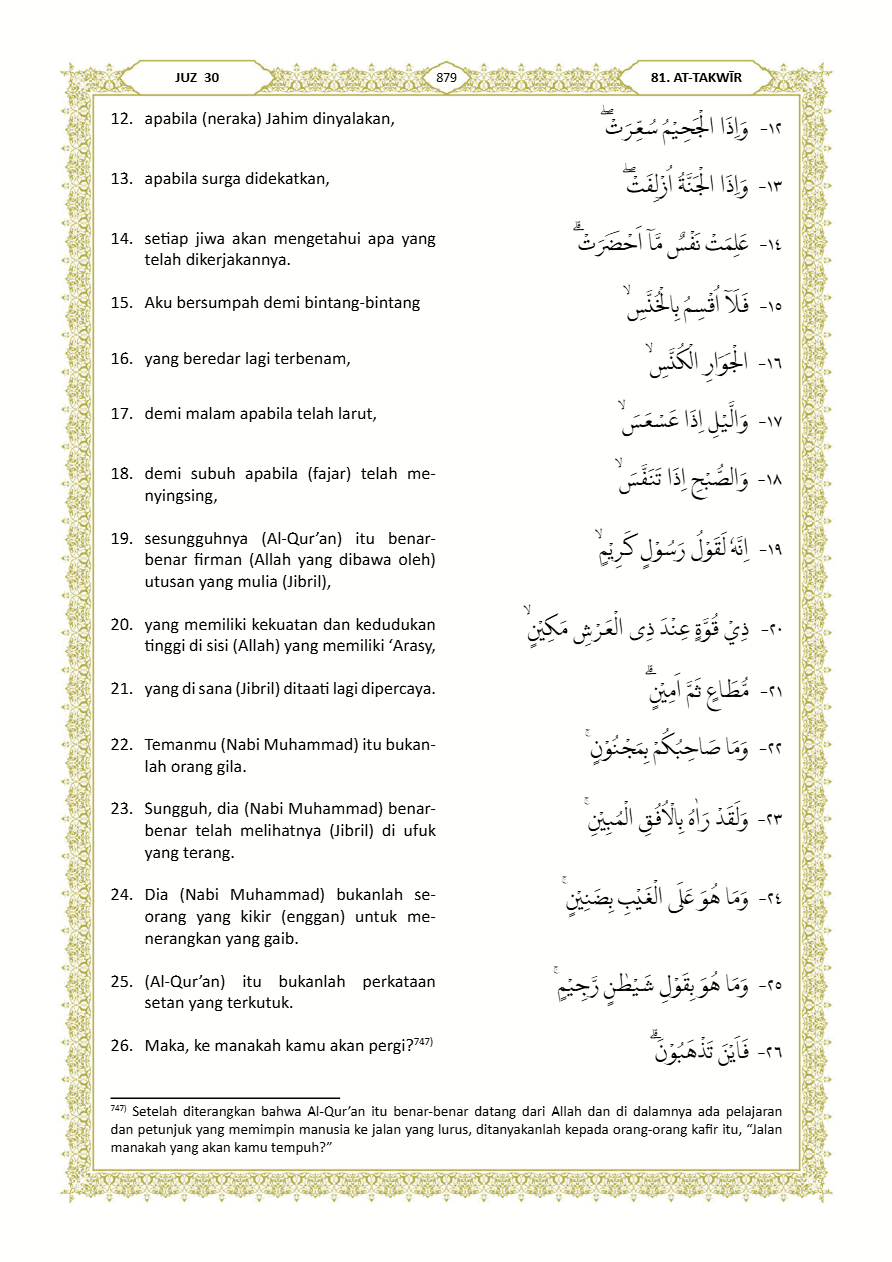 JUZ 30
879
81. AT-TAKWĪR
12. apabila (neraka) Jahim dinyalakan,
١٢- وَاِذَا الْجَحِيْمُ سُعِّرَتْۖ
13. apabila surga didekatkan,
١٣- وَاِذَا الْجَنَّةُ اُزْلِفَتْۖ
14. setiap jiwa akan mengetahui apa yang
telah dikerjakannya.
١٤- عَلِمَتْ نَفْسٌ مَّآ اَحْضَرَتْۗ
15. Aku bersumpah demi bintang-bintang
١٥- فَلَآ اُقْسِمُ بِالْخُنَّسِۙ
16. yang beredar lagi terbenam,
١٦- الْجَوَارِ الْكُنَّسِۙ
17. demi malam apabila telah larut,
١٧- وَالَّيْلِ اِذَا عَسْعَسَۙ
18. demi subuh apabila (fajar) telah me-
nyingsing,
١٨- وَالصُّبْحِ اِذَا تَنَفَّسَۙ
19. sesungguhnya (Al-Qur’an) itu benar-
benar firman (Allah yang dibawa oleh)
utusan yang mulia (Jibril),
١٩- اِنَّهٗ لَقَوْلُ رَسُوْلٍ كَرِيْمٍۙ
20. yang memiliki kekuatan dan kedudukan
tinggi di sisi (Allah) yang memiliki ‘Arasy,
٢٠- ذِيْ قُوَّةٍ عِنْدَ ذِى الْعَرْشِ مَكِيْنٍۙ
21. yang di sana (Jibril) ditaati lagi dipercaya.
٢١- مُّطَاعٍ ثَمَّ اَمِيْنٍۗ
22. Temanmu (Nabi Muhammad) itu bukan-
lah orang gila.
٢٢- وَمَا صَاحِبُكُمْ بِمَجْنُوْنٍۚ
23. Sungguh, dia (Nabi Muhammad) benar-
benar telah melihatnya (Jibril) di ufuk
yang terang.
٢٣- وَلَقَدْ رَاٰهُ بِالْاُفُقِ الْمُبِيْنِۚ
24. Dia (Nabi Muhammad) bukanlah se-
orang yang kikir (enggan) untuk me-
nerangkan yang gaib.
٢٤- وَمَا هُوَ عَلَى الْغَيْبِ بِضَنِيْنٍۚ
25. (Al-Qur’an) itu bukanlah perkataan
setan yang terkutuk.
٢٥- وَمَا هُوَ بِقَوْلِ شَيْطٰنٍ رَّجِيْمٍۚ
26. Maka, ke manakah kamu akan pergi?⁷⁴⁷⁾
٢٦- فَاَيْنَ تَذْهَبُوْنَۗ
⁷⁴⁷⁾ Setelah diterangkan bahwa Al-Qur’an itu benar-benar datang dari Allah dan di dalamnya ada pelajaran
dan petunjuk yang memimpin manusia ke jalan yang lurus, ditanyakanlah kepada orang-orang kafir itu, “Jalan
manakah yang akan kamu tempuh?”